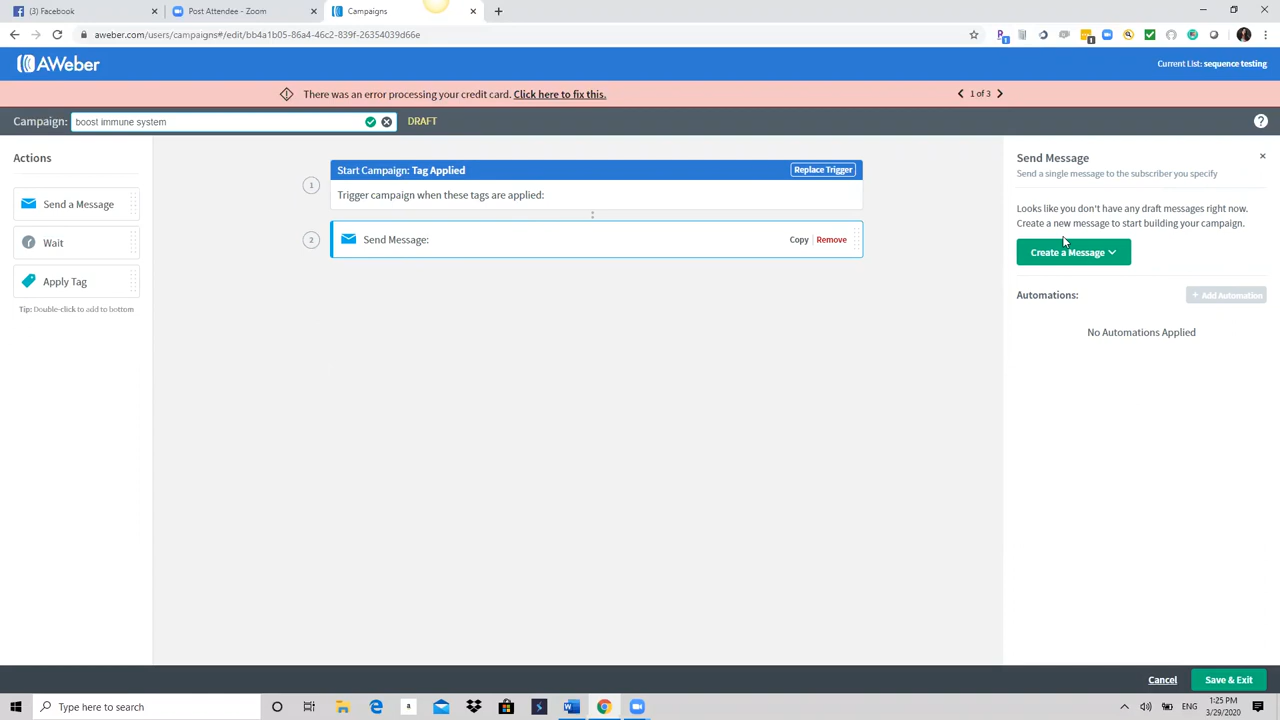 (3) Facebook
Post Attendee - Zoom
Campaigns
aweber.com/users/campaigns#/edit/bb4a1b05-86a4-46c2-839f-26354039d66e
AWeber
Current List: sequence testing
There was an error processing your credit card. Click here to fix this.
1 of 3
Campaign: boost immune system
DRAFT
Actions
Send a Message
Wait
Apply Tag
Tip: Double-click to add to bottom
Start Campaign: Tag Applied
Replace Trigger
1
Trigger campaign when these tags are applied:
2
Send Message:
Copy | Remove
Send Message
Send a single message to the subscriber you specify
Looks like you don't have any draft messages right now.
Create a new message to start building your campaign.
Create a Message
Automations:
+ Add Automation
No Automations Applied
Cancel
Save & Exit
Type here to search
ENG
1:25 PM
3/29/2020